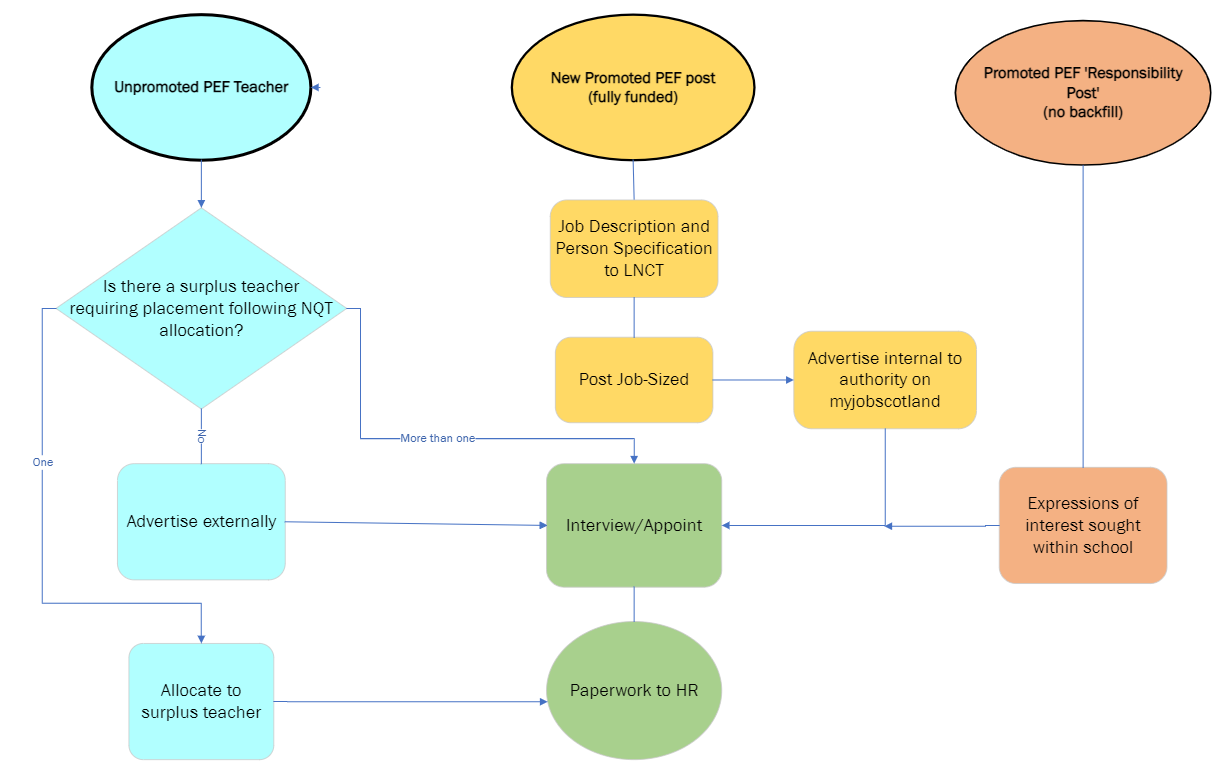 Unpromoted PEF Teacher
New Promoted PEF post
(fully funded)
Promoted PEF 'Responsibility
Post'
(no backfill)
Job Description and
Person Specification
to LNCT
Is there a surplus teacher
requiring placement following NQT
allocation?
Post Job-Sized
Advertise internal to
authority on
myjobscotland
No
More than one
One
Advertise externally
Interview/Appoint
Expressions of
interest sought
within school
Allocate to
surplus teacher
Paperwork to HR